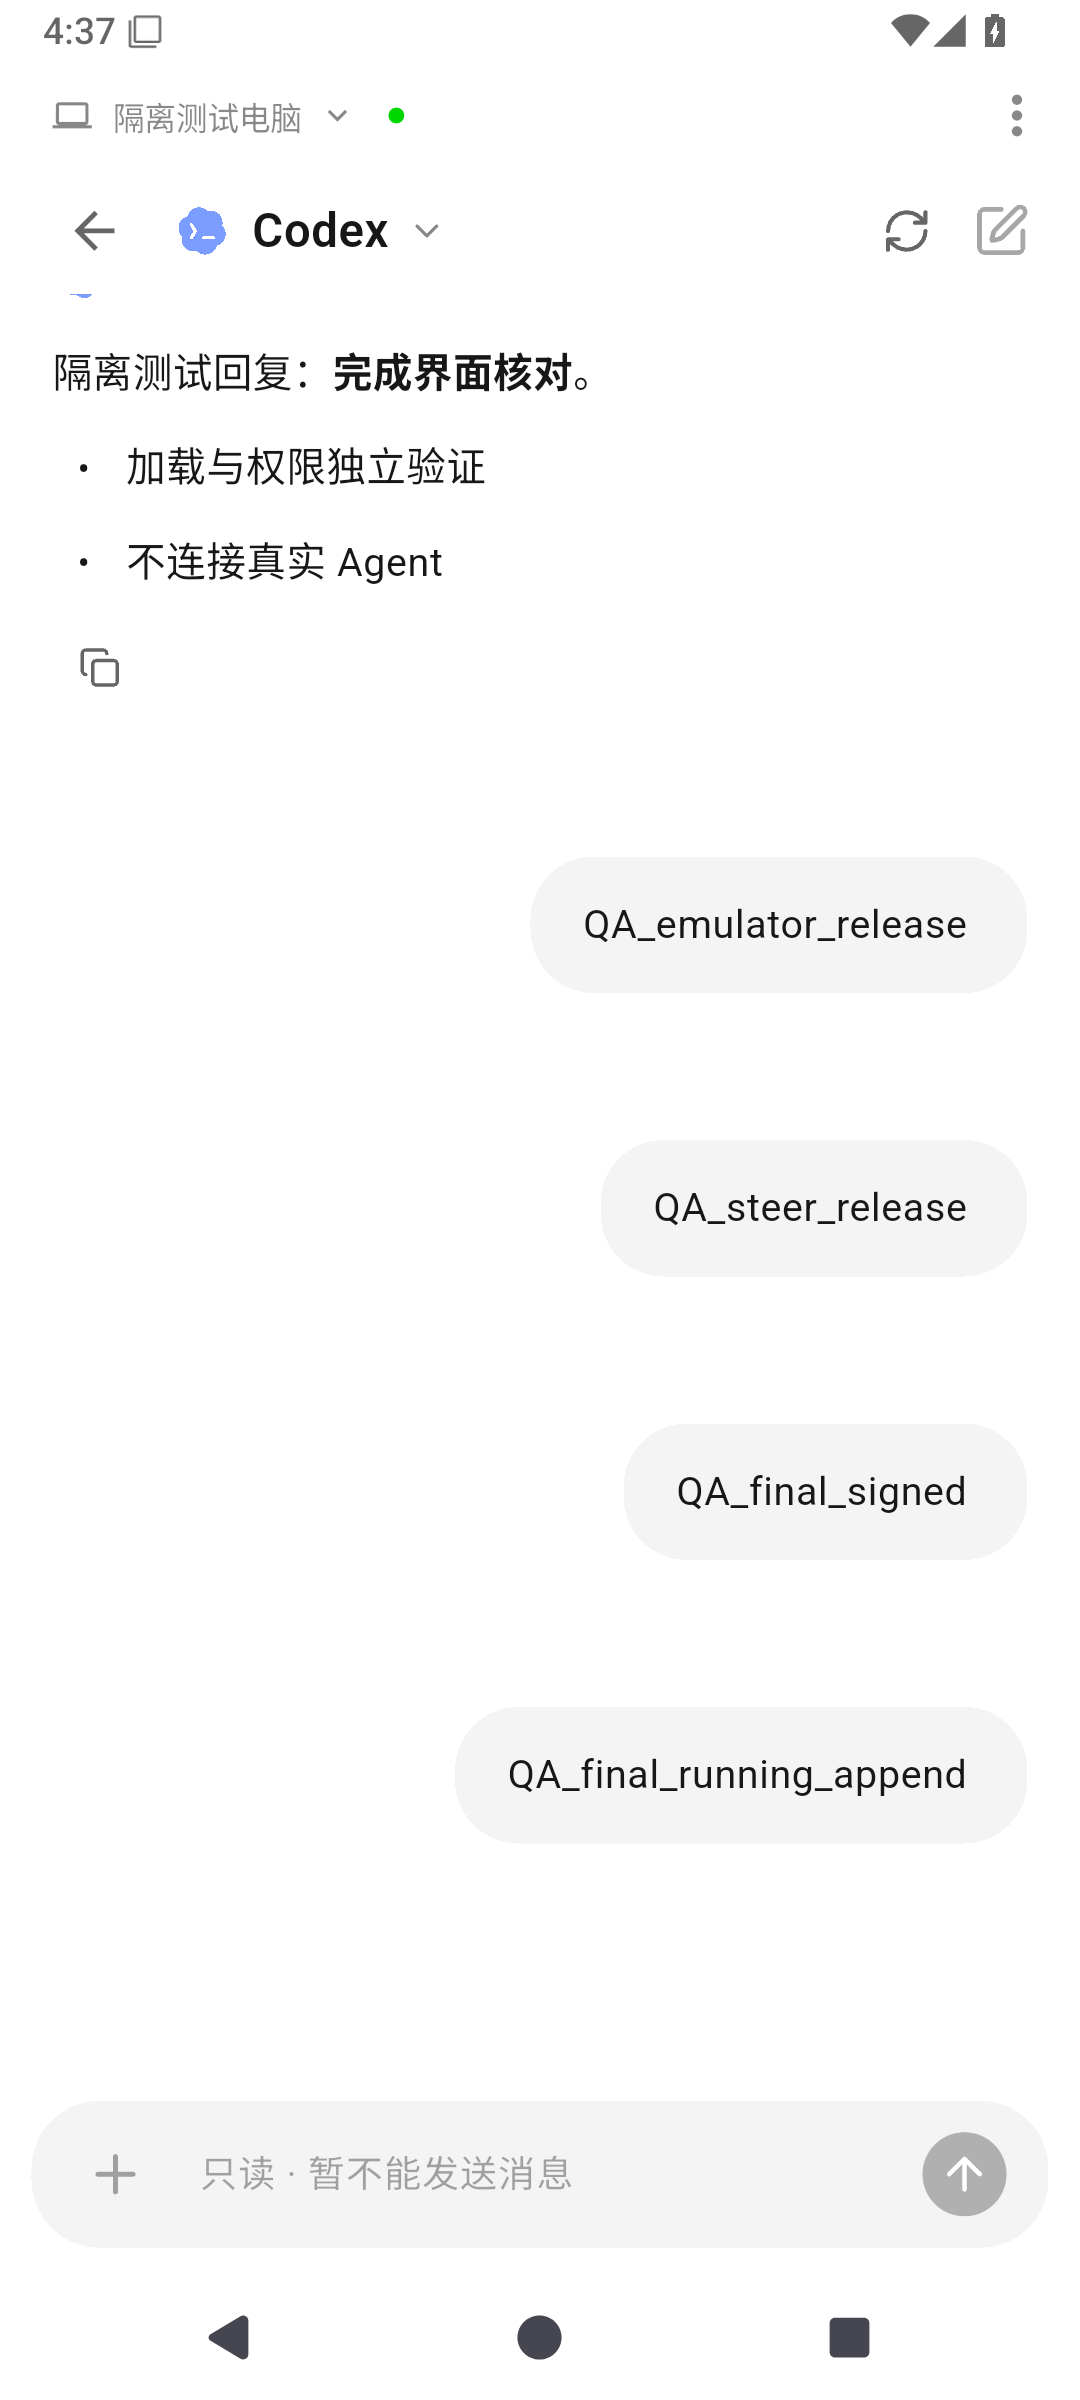 4:37
隔离测试电脑
Codex
隔离测试回复：完成界面核对。
• 加载与权限独立验证
• 不连接真实 Agent
QA_emulator_release
QA_steer_release
QA_final_signed
QA_final_running_append
只读 · 暂不能发送消息